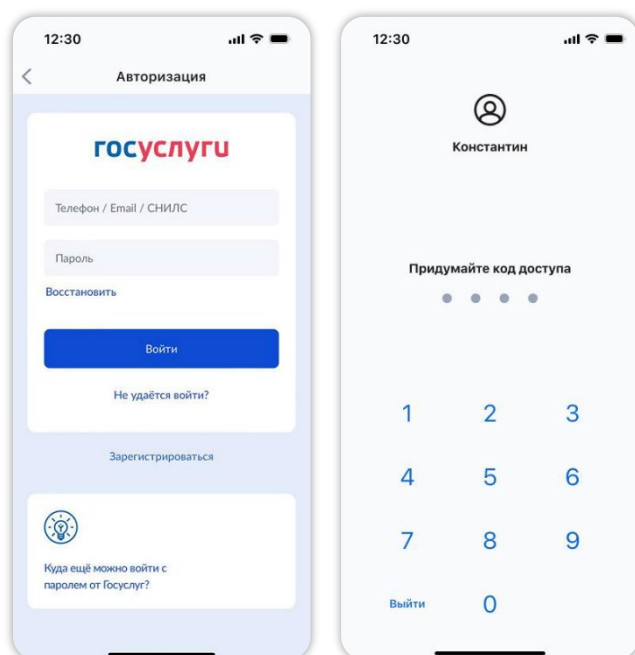 12:30
Авторизация
госуслуги
Телефон / Email / СНИЛС
Пароль
Восстановить
Войти
Не удаётся войти?
Зарегистрироваться
Куда ещё можно войти с
паролем от Госуслуг?
12:30
Константин
Придумайте код доступа
1 2 3
4 5 6
7 8 9
Выйти 0